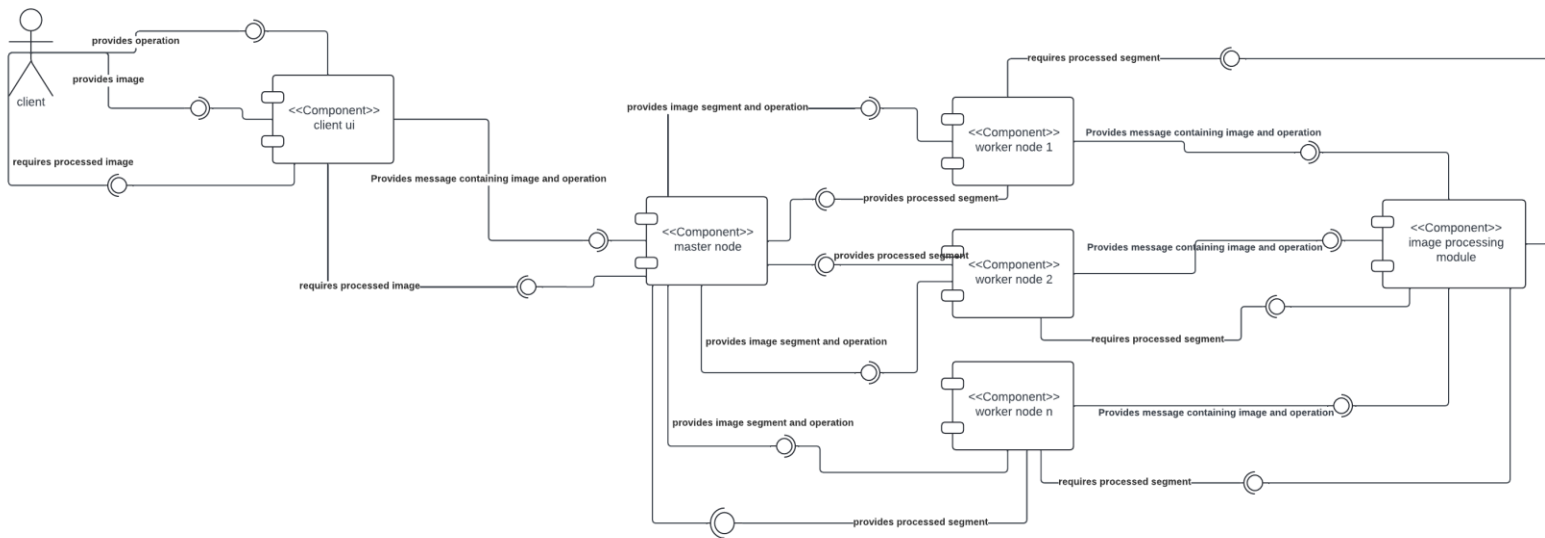 provides operation
provides image
client
<<Component>>
client ui
requires processed image
Provides message containing image and operation
requires processed image
<<Component>>
master node
provides image segment and operation
provides processed segment
provides processed segment
provides image segment and operation
provides image segment and operation
provides processed segment
requires processed segment
<<Component>>
worker node 1
Provides message containing image and operation
<<Component>>
worker node 2
Provides message containing image and operation
requires processed segment
<<Component>>
worker node n
Provides message containing image and operation
requires processed segment
<<Component>>
image processing
module